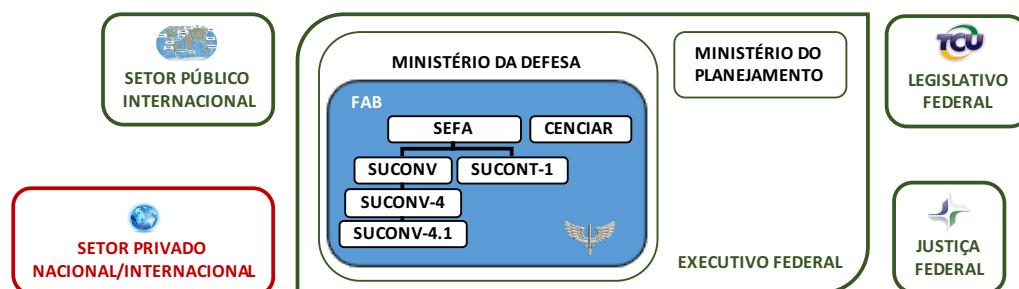 SETOR PÚBLICO
INTERNACIONAL
SETOR PRIVADO
NACIONAL/INTERNACIONAL
MINISTÉRIO DA DEFESA
FAB
SEFA
CENCIAR
SUCONV
SUCONT-1
SUCONV-4
SUCONV-4.1
MINISTÉRIO DO
PLANEJAMENTO
EXECUTIVO FEDERAL
TCU
LEGISLATIVO
FEDERAL
JUSTIÇA
FEDERAL